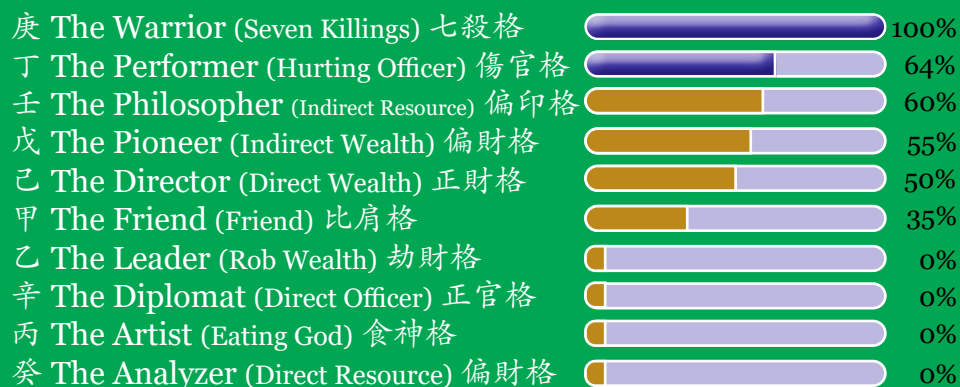 庚 The Warrior (Seven Killings) 七殺格 100%
丁 The Performer (Hurting Officer) 傷官格 64%
壬 The Philosopher (Indirect Resource) 偏印格 60%
戊 The Pioneer (Indirect Wealth) 偏財格 55%
己 The Director (Direct Wealth) 正財格 50%
甲 The Friend (Friend) 比肩格 35%
乙 The Leader (Rob Wealth) 劫財格 0%
辛 The Diplomat (Direct Officer) 正官格 0%
丙 The Artist (Eating God) 食神格 0%
癸 The Analyzer (Direct Resource) 偏財格 0%